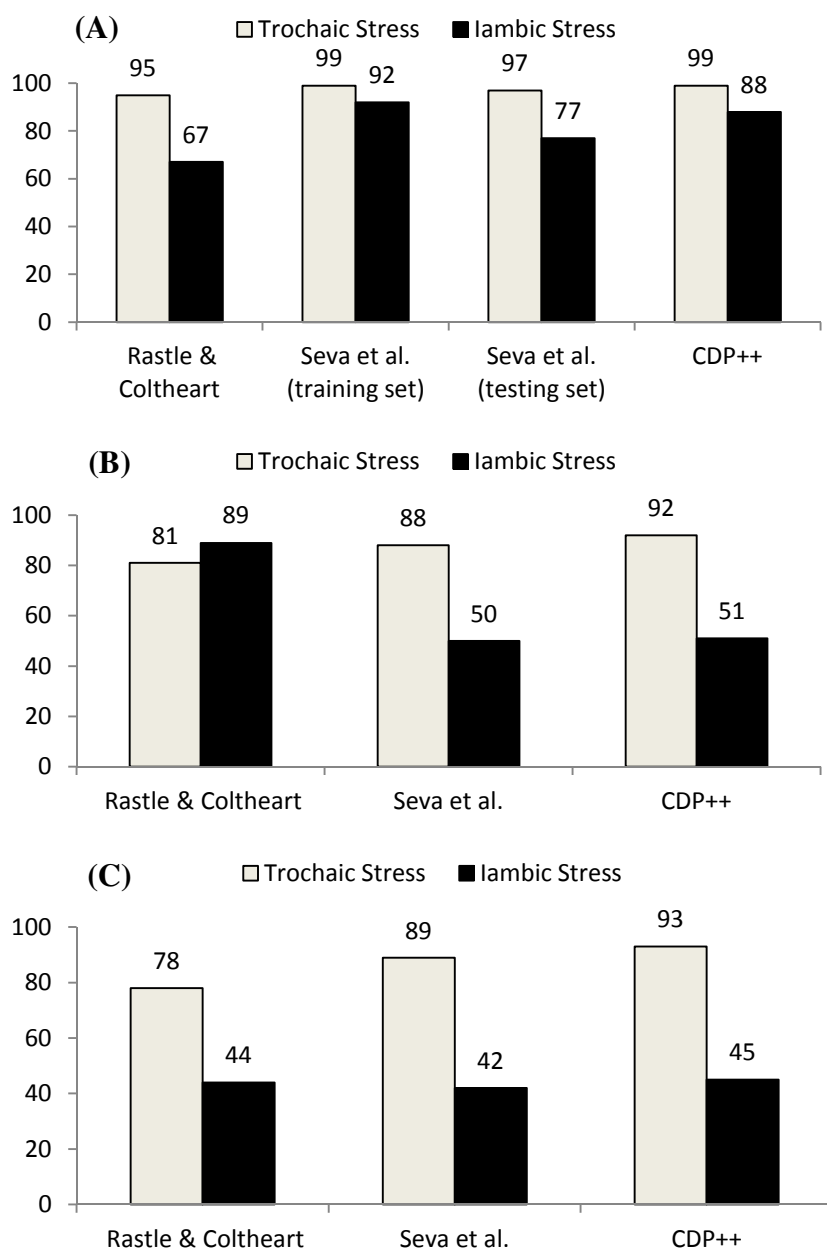 (A)
Trochaic Stress Iambic Stress
95 67 99 92 97 77 99 88
100
80
60
40
20
0
Rastle & Seva et al. Seva et al. CDP++
Coltheart (training set) (testing set)
(B)
Trochaic Stress Iambic Stress
81 89 88 50 92 51
100
80
60
40
20
0
Rastle & Coltheart Seva et al. CDP++
(C)
Trochaic Stress Iambic Stress
78 44 89 42 93 45
100
80
60
40
20
0
Rastle & Coltheart Seva et al. CDP++